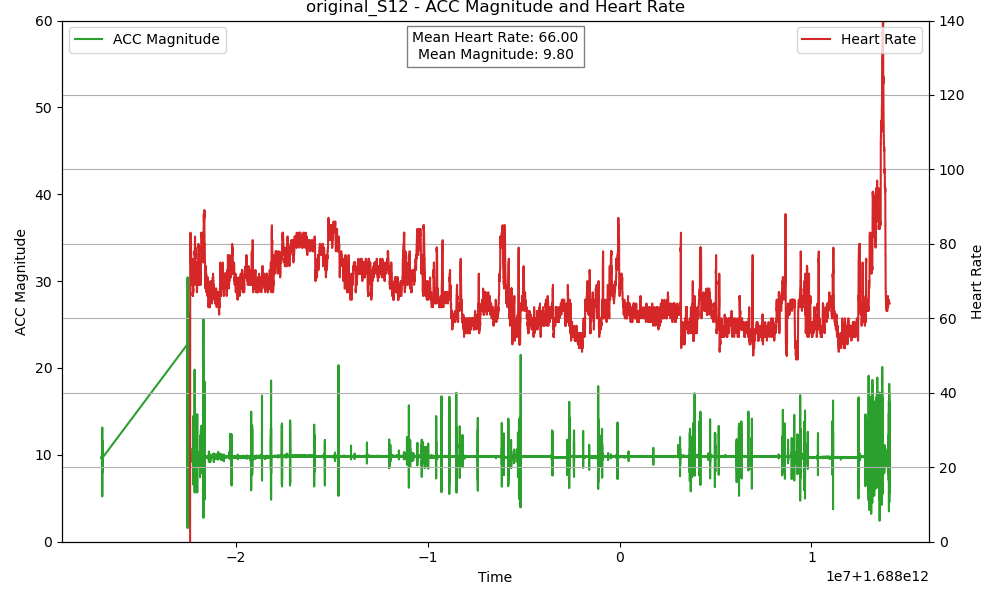 original_S12 - ACC Magnitude and Heart Rate
ACC Magnitude
Mean Heart Rate: 66.00
Mean Magnitude: 9.80
Heart Rate
60
50
40
30
20
10
0
ACC Magnitude
140
120
100
80
60
40
20
0
Heart Rate
−2
−1
0
1
Time
1e7+1.688e12